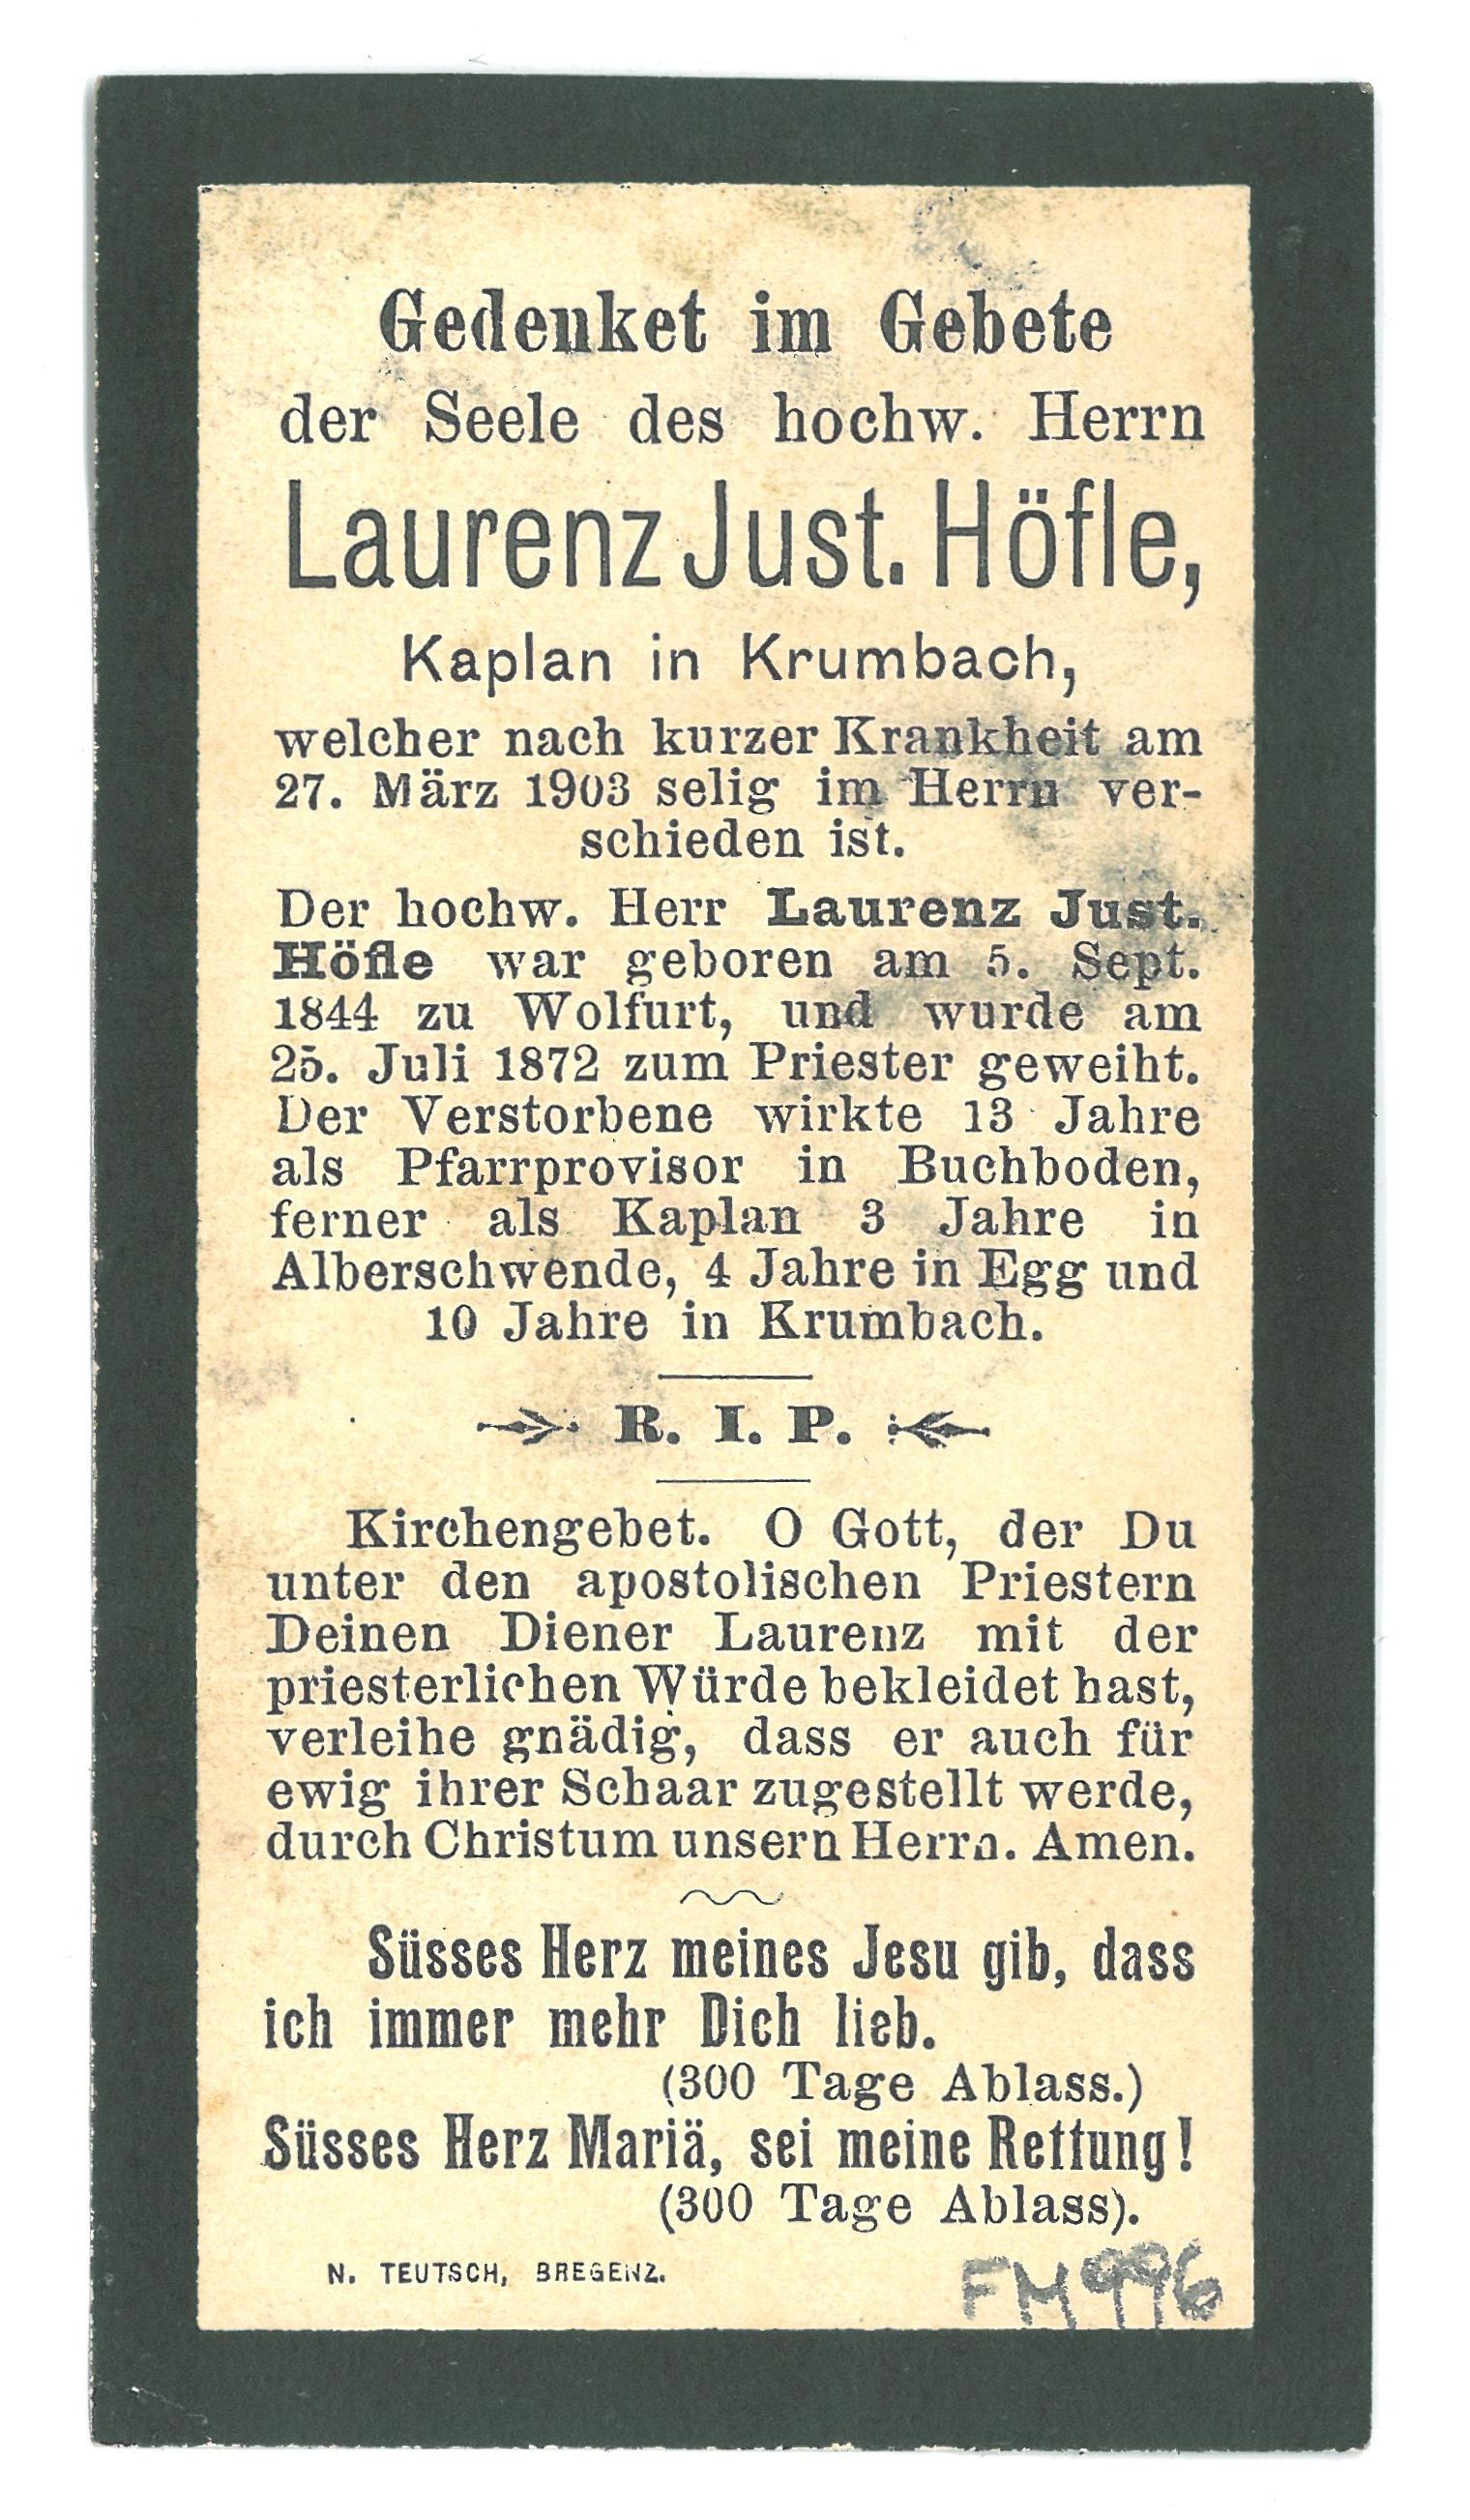 Gedenket im Gebete
der Seele des hochw. Herrn
Laurenz Just. Höfle,
Kaplan in Krumbach,
welcher nach kurzer Krankheit am
27. März 1903 selig im Herrn ver-
schieden ist.
Der hochw. Herr Laurenz Just.
Höfle war geboren am 5. Sept.
1844 zu Wolfurt, und wurde am
25. Juli 1872 zum Priester geweiht.
Der Verstorbene wirkte 13 Jahre
als Pfarrprovisor in Buchboden,
ferner als Kaplan 3 Jahre in
Alberschwende, 4 Jahre in Egg und
10 Jahre in Krumbach.
R. I. P.
Kirchengebet. O Gott, der Du
unter den apostolischen Priestern
Deinen Diener Laurenz mit der
priesterlichen Würde bekleidet hast,
verleihe gnädig, dass er auch für
ewig ihrer Schaar zugestellt werde,
durch Christum unsern Herrn. Amen.
Süsses Herz meines Jesu gib, dass
ich immer mehr Dich lieb.
(300 Tage Ablass.)
Süsses Herz Mariä, sei meine Rettung!
(300 Tage Ablass).
N. TEUTSCH, BREGENZ.
FM996